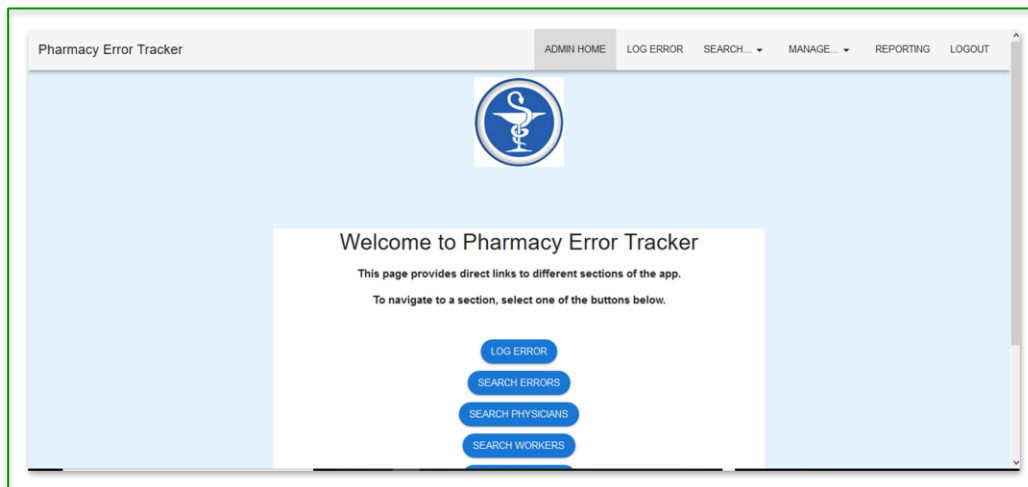 Pharmacy Error Tracker
ADMIN HOME LOG ERROR SEARCH... MANAGE... REPORTING LOGOUT
Welcome to Pharmacy Error Tracker
This page provides direct links to different sections of the app.
To navigate to a section, select one of the buttons below.
LOG ERROR
SEARCH ERRORS
SEARCH PHYSICIANS
SEARCH WORKERS